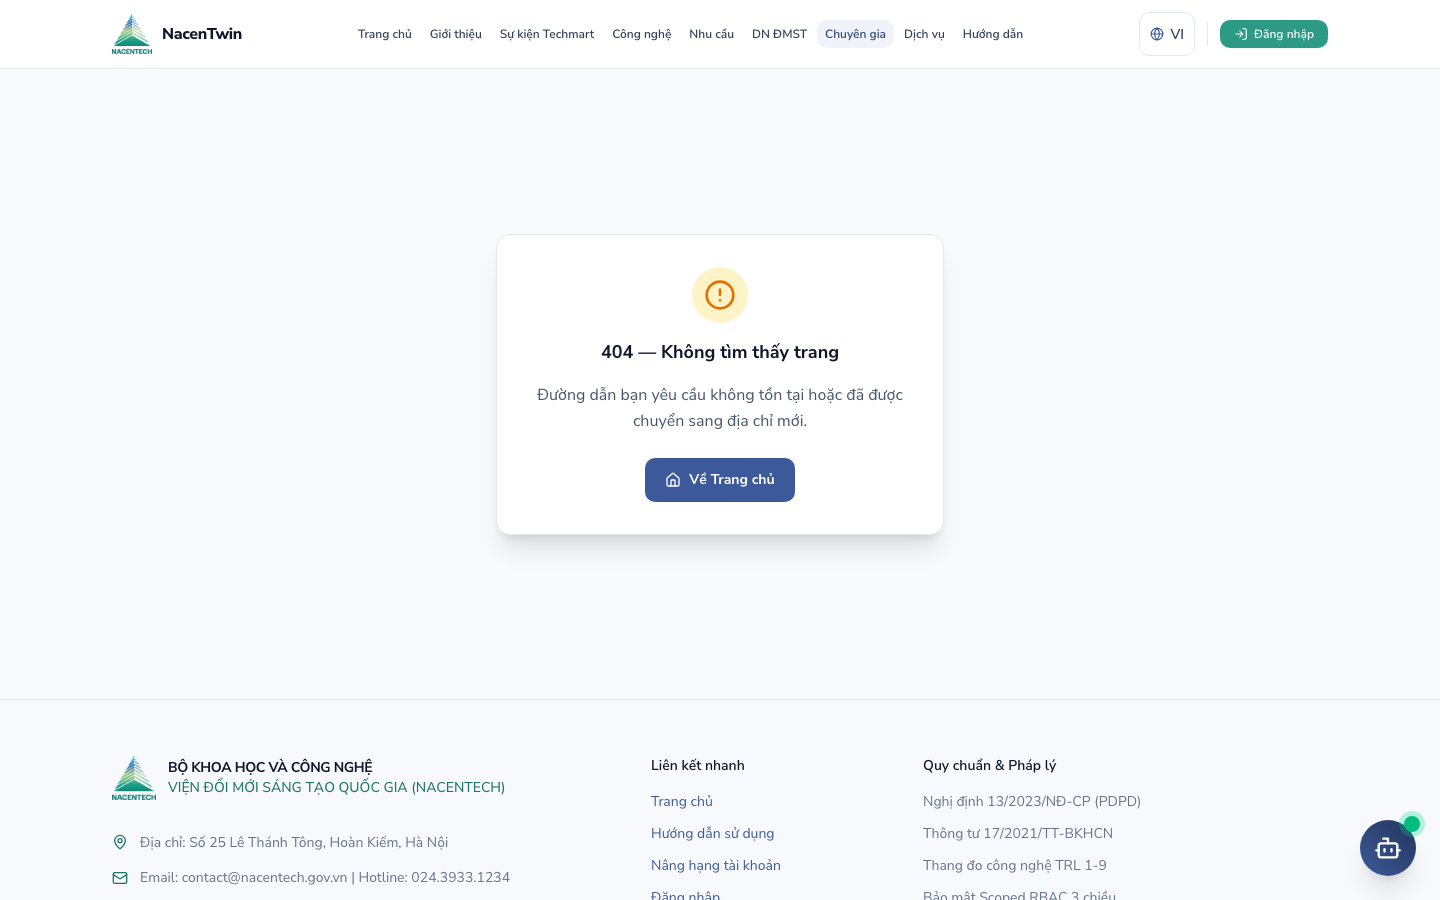 NACENTECH
NacenTwin
Trang chủ
Giới thiệu
Sự kiện Techmart
Công nghệ
Nhu cầu
DN ĐMST
Chuyên gia
Dịch vụ
Hướng dẫn
VI
Đăng nhập
404 — Không tìm thấy trang
Đường dẫn bạn yêu cầu không tồn tại hoặc đã được
chuyển sang địa chỉ mới.
Về Trang chủ
NACENTECH
BỘ KHOA HỌC VÀ CÔNG NGHỆ
VIỆN ĐỔI MỚI SÁNG TẠO QUỐC GIA (NACENTECH)
Địa chỉ: Số 25 Lê Thánh Tông, Hoàn Kiếm, Hà Nội
Email: contact@nacentech.gov.vn | Hotline: 024.3933.1234
Liên kết nhanh
Trang chủ
Hướng dẫn sử dụng
Nâng hạng tài khoản
Đăng nhập
Quy chuẩn & Pháp lý
Nghị định 13/2023/NĐ-CP (PDPD)
Thông tư 17/2021/TT-BKHCN
Thang đo công nghệ TRL 1-9
Bảo mật Scoped RBAC 3 chiều